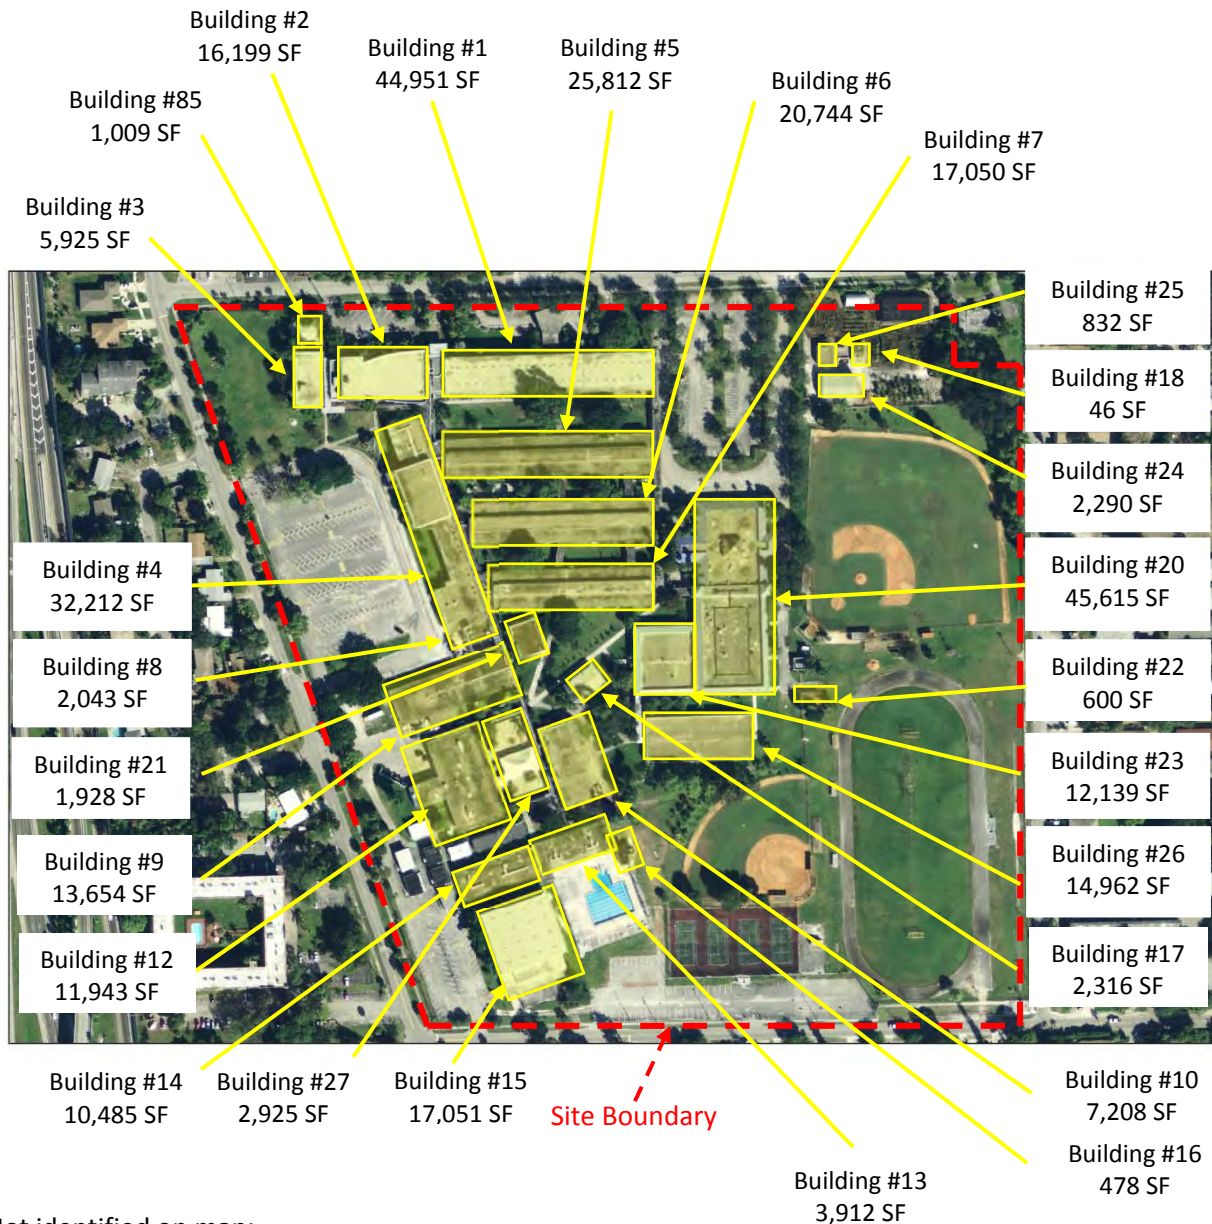 Building #2
16,199 SF
Building #1
44,951 SF
Building #5
25,812 SF
Building #6
20,744 SF
Building #85
1,009 SF
Building #7
17,050 SF
Building #3
5,925 SF
Building #25
832 SF
Building #18
46 SF
Building #24
2,290 SF
Building #4
32,212 SF
Building #20
45,615 SF
Building #8
2,043 SF
Building #22
600 SF
Building #21
1,928 SF
Building #23
12,139 SF
Building #9
13,654 SF
Building #26
14,962 SF
Building #12
11,943 SF
Building #17
2,316 SF
Building #14
10,485 SF
Building #27
2,925 SF
Building #15
17,051 SF
Site Boundary
Building #10
7,208 SF
Building #16
478 SF
Building #13
3,912 SF